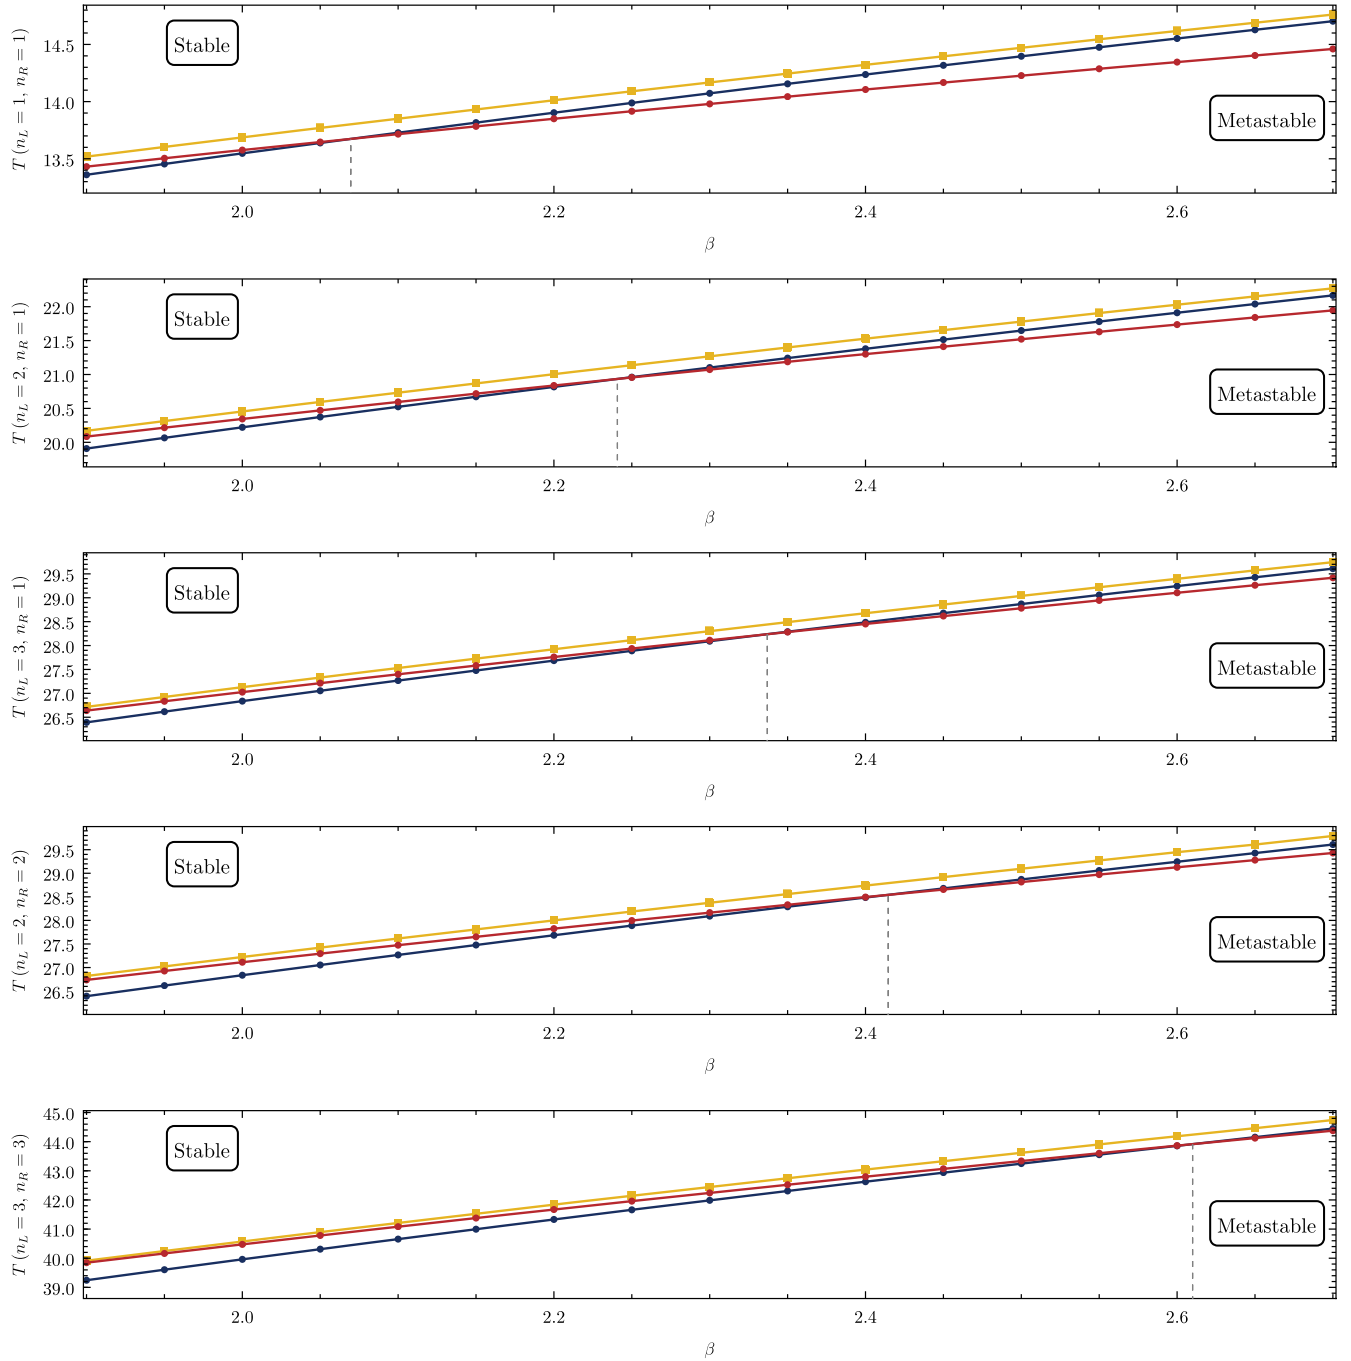 T (n_L = 1, n_R = 1)
14.5
14.0
13.5
Stable
Metastable
2.0 2.2 2.4 2.6
β
T (n_L = 2, n_R = 1)
22.0
21.5
21.0
20.5
20.0
Stable
Metastable
2.0 2.2 2.4 2.6
β
T (n_L = 3, n_R = 1)
29.5
29.0
28.5
28.0
27.5
27.0
26.5
Stable
Metastable
2.0 2.2 2.4 2.6
β
T (n_L = 2, n_R = 2)
29.5
29.0
28.5
28.0
27.5
27.0
26.5
Stable
Metastable
2.0 2.2 2.4 2.6
β
T (n_L = 3, n_R = 3)
45.0
44.0
43.0
42.0
41.0
40.0
39.0
Stable
Metastable
2.0 2.2 2.4 2.6
β